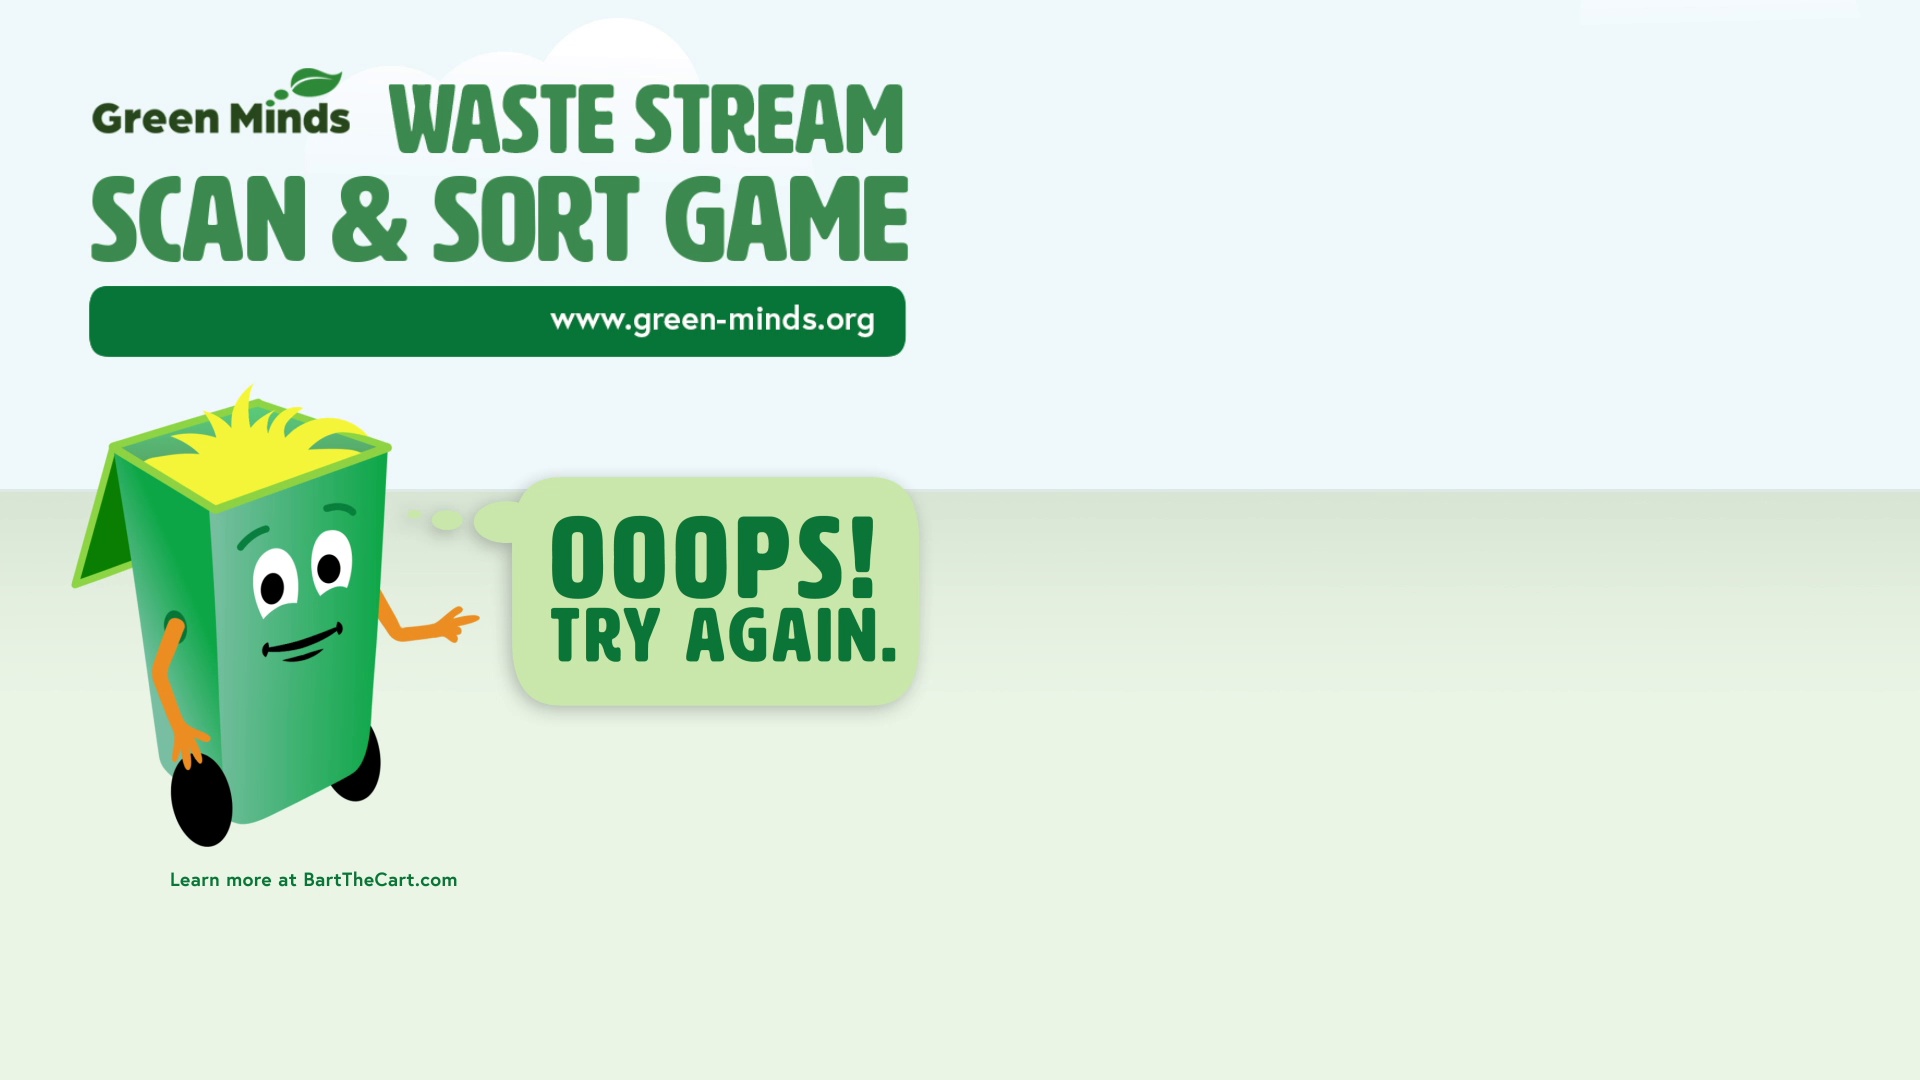 Green Minds WASTE STREAM
SCAN & SORT GAME
www.green-minds.org
OOOPS!
TRY AGAIN.
Learn more at BartTheCart.com